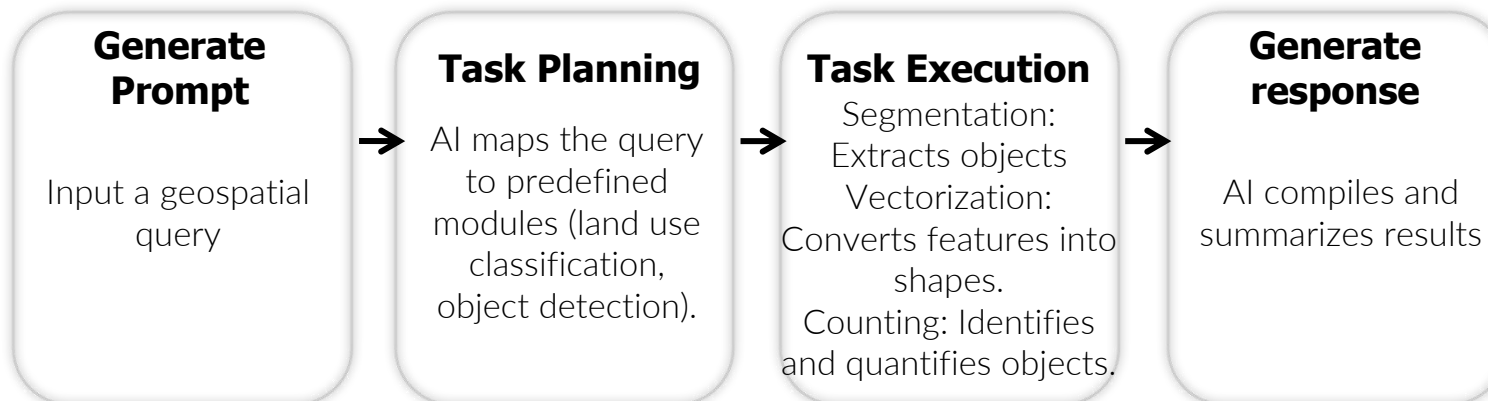 Generate
Prompt
Input a geospatial
query
Task Planning
AI maps the query
to predefined
modules (land use
classification,
object detection).
Task Execution
Segmentation:
Extracts objects
Vectorization:
Converts features into
shapes.
Counting: Identifies
and quantifies objects.
Generate
response
AI compiles and
summarizes results